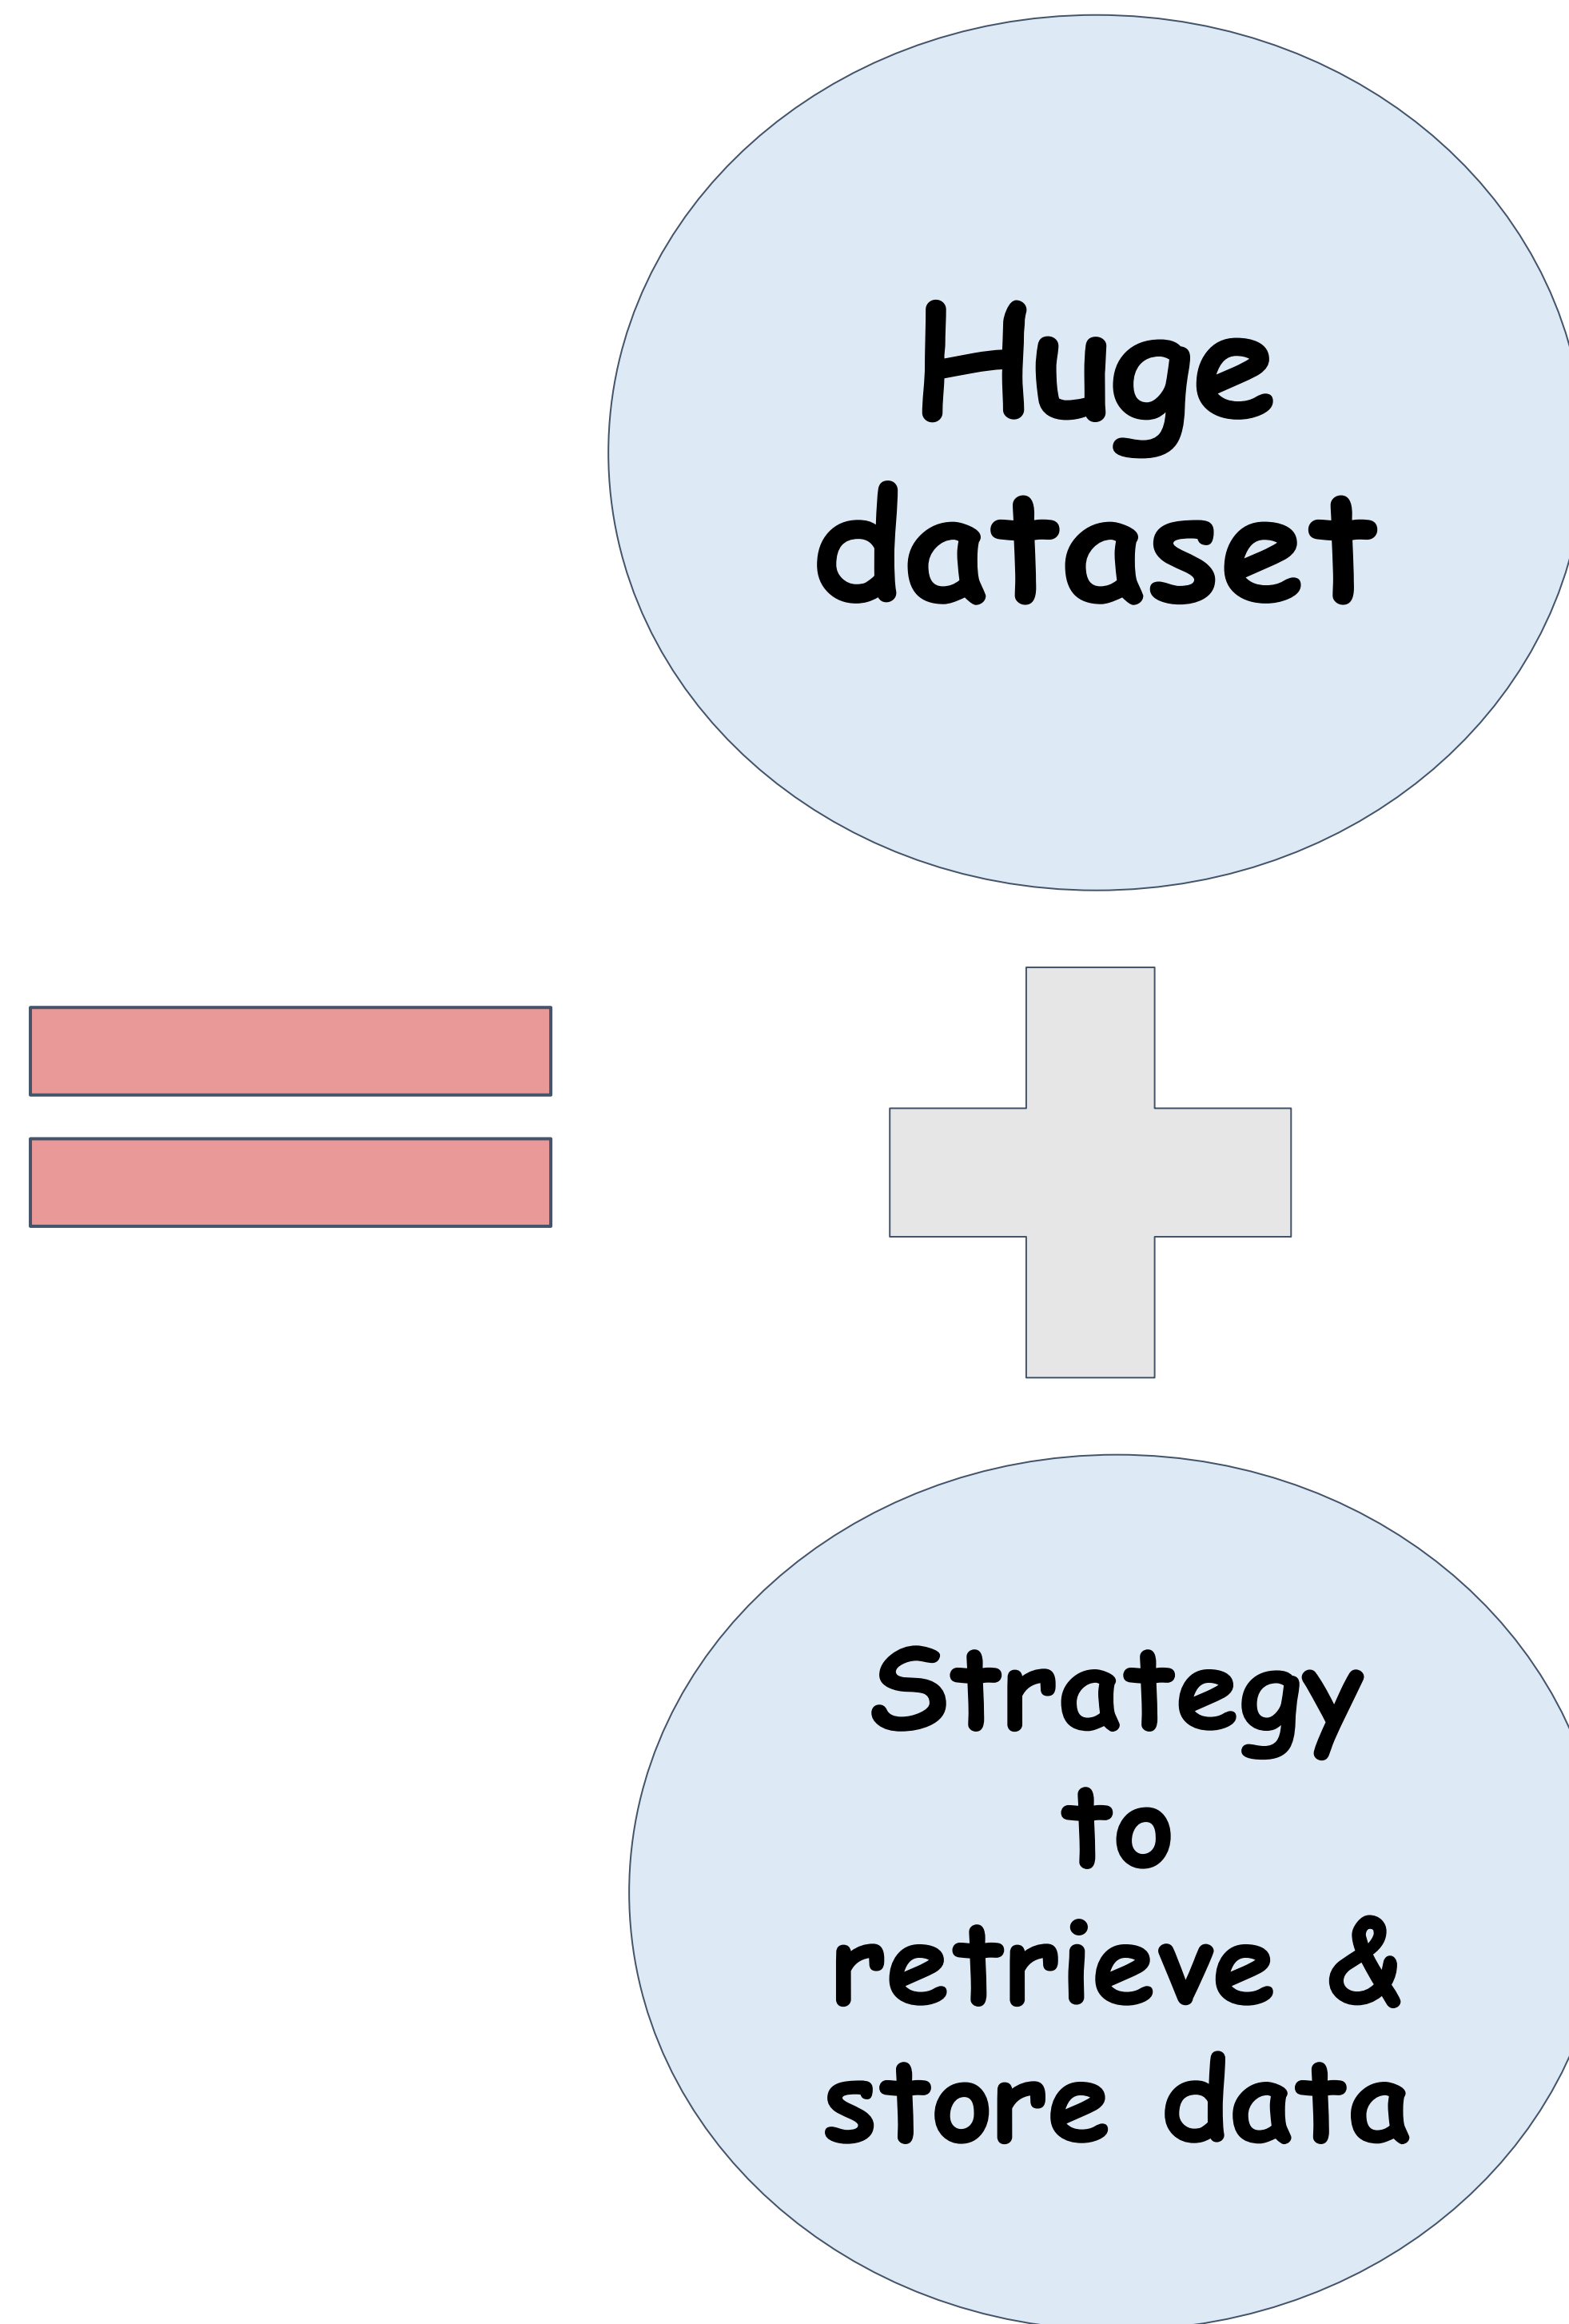 Huge
dataset
Strategy
to
retrieve &
store data